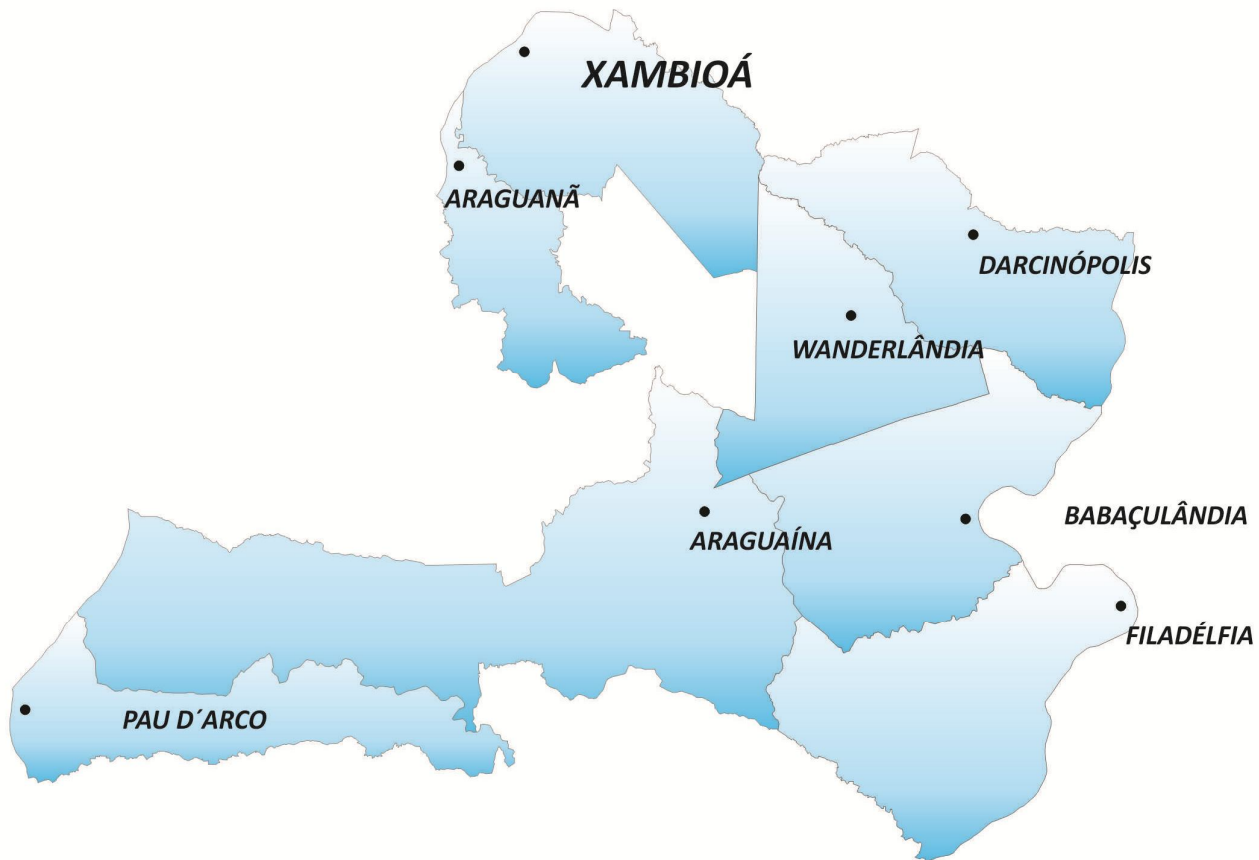 XAMBIOÁ
ARAGUANÃ
DARCINÓPOLIS
WANDERLÂNDIA
BABAÇULÂNDIA
ARAGUAÍNA
FILADÉLFIA
PAU D´ARCO